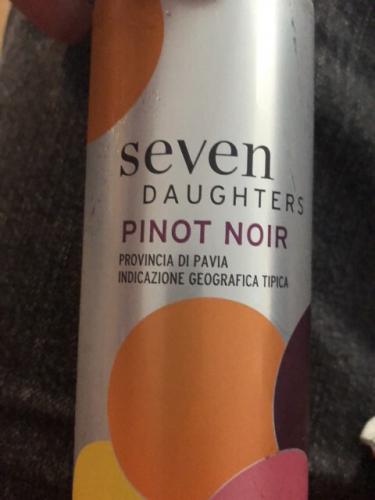 seven
DAUGHTERS
PINOT NOIR
PROVINCIA DI PAVIA
INDICAZIONE GEOGRAFICA TIPICA